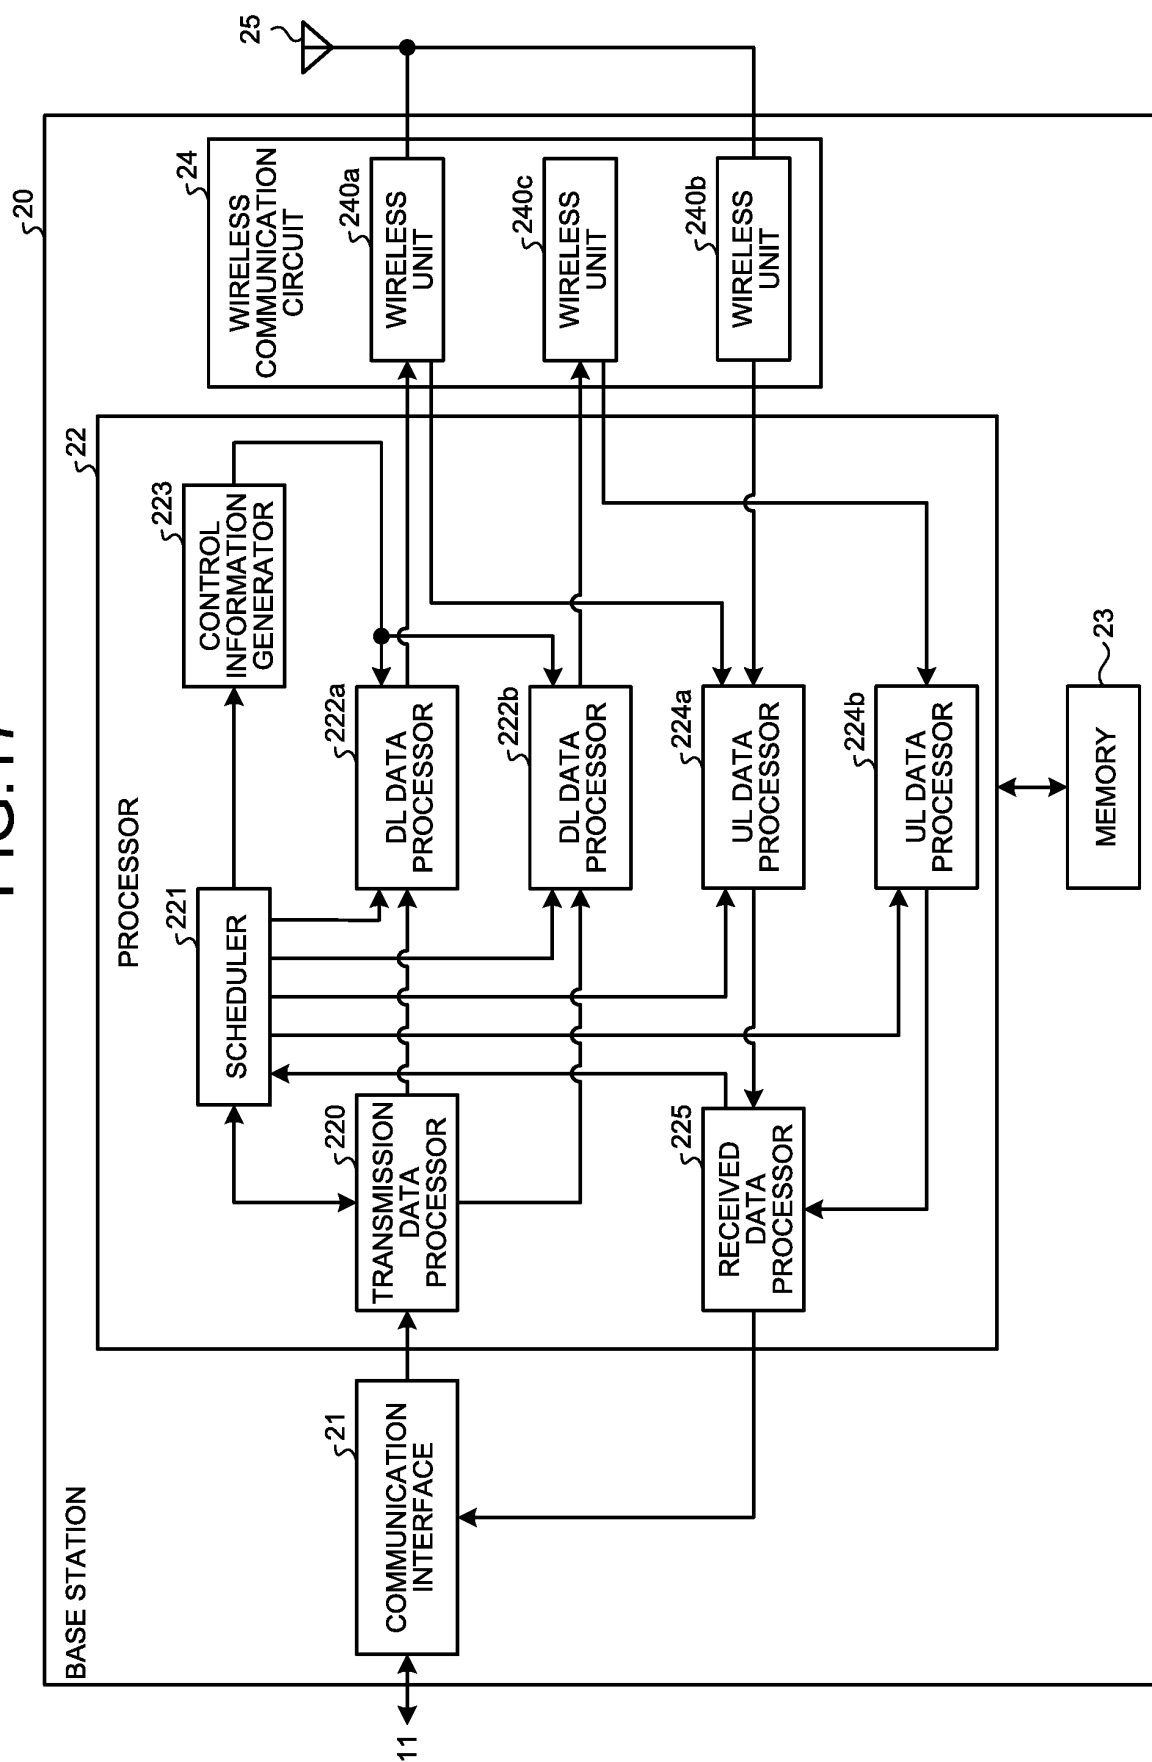 20
BASE STATION
22
PROCESSOR
24
WIRELESS
COMMUNICATION
CIRCUIT
25
221
SCHEDULER
223
CONTROL
INFORMATION
GENERATOR
11
21
COMMUNICATION
INTERFACE
220
TRANSMISSION
DATA
PROCESSOR
222a
DL DATA
PROCESSOR
240a
WIRELESS
UNIT
222b
DL DATA
PROCESSOR
240c
WIRELESS
UNIT
225
RECEIVED
DATA
PROCESSOR
224a
UL DATA
PROCESSOR
240b
WIRELESS
UNIT
224b
UL DATA
PROCESSOR
23
MEMORY